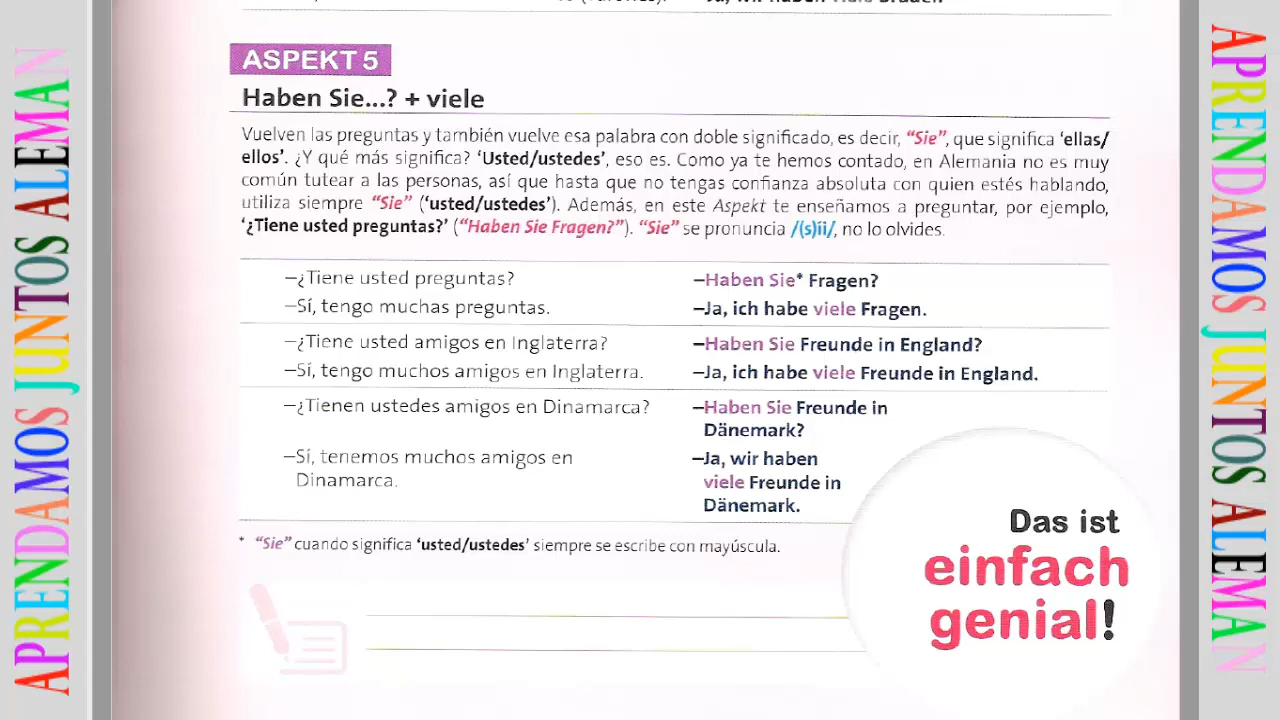 Ja, wir haben
ASPEKT 5
Haben Sie...? + viele
Vuelven las preguntas y también vuelve esa palabra con doble significado, es decir, “Sie”, que significa ‘ellas/
ellos’. ¿Y qué más significa? ‘Usted/ustedes’, eso es. Como ya te hemos contado, en Alemania no es muy
común tutear a las personas, así que hasta que no tengas confianza absoluta con quien estés hablando,
utiliza siempre “Sie” (‘usted/ustedes’). Además, en este Aspekt te enseñamos a preguntar, por ejemplo,
‘¿Tiene usted preguntas?’ (“Haben Sie Fragen?”). “Sie” se pronuncia /(s)ii/, no lo olvides.
–¿Tiene usted preguntas?
–Haben Sie* Fragen?
–Sí, tengo muchas preguntas.
–Ja, ich habe viele Fragen.
–¿Tiene usted amigos en Inglaterra?
–Haben Sie Freunde in England?
–Sí, tengo muchos amigos en Inglaterra.
–Ja, ich habe viele Freunde in England.
–¿Tienen ustedes amigos en Dinamarca?
–Haben Sie Freunde in
Dänemark?
–Sí, tenemos muchos amigos en
Dinamarca.
–Ja, wir haben
viele Freunde in
Dänemark.
* “Sie” cuando significa ‘usted/ustedes’ siempre se escribe con mayúscula.
Das ist
einfach
genial!
APRENDAMOS JUNTOS ALEMAN
APRENDAMOS JUNTOS ALEMAN